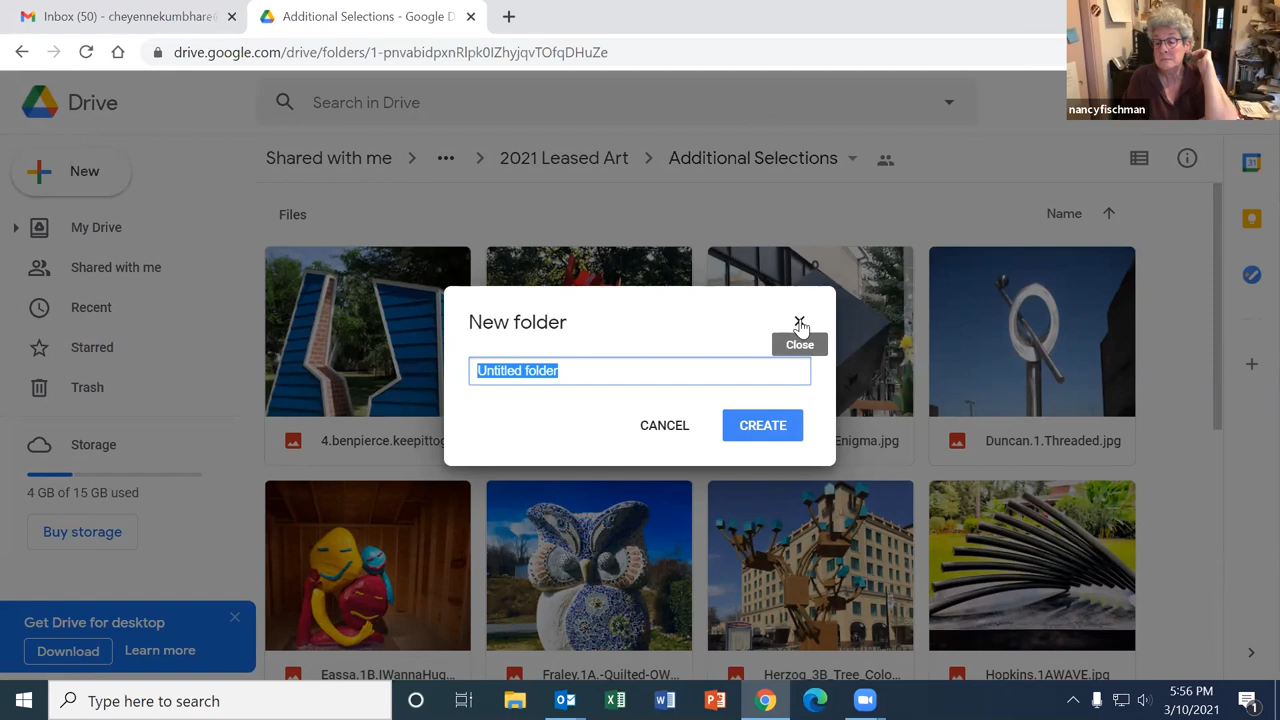 Inbox (50) - cheyennekumbhare@
Additional Selections - Google D
drive.google.com/drive/folders/1-pnvabidpxnRlpk0IZhyjqvTOfqDHuZe
nancyfischman
Drive
Search in Drive
New
Shared with me
2021 Leased Art
Additional Selections
31
Files
Name
My Drive
Shared with me
Recent
Starred
Trash
Storage
4 GB of 15 GB used
Buy storage
New folder
Close
Untitled folder
CANCEL
CREATE
4.benpierce.keepittog
Enigma.jpg
Duncan.1.Threaded.jpg
Get Drive for desktop
Download
Learn more
Eassa.1B.IWannaHug...
Fraley.1A.-Quilted-OW...
Herzog_3B_Tree_Colo...
Hopkins.1AWAVE.jpg
Type here to search
5:56 PM
3/10/2021
1